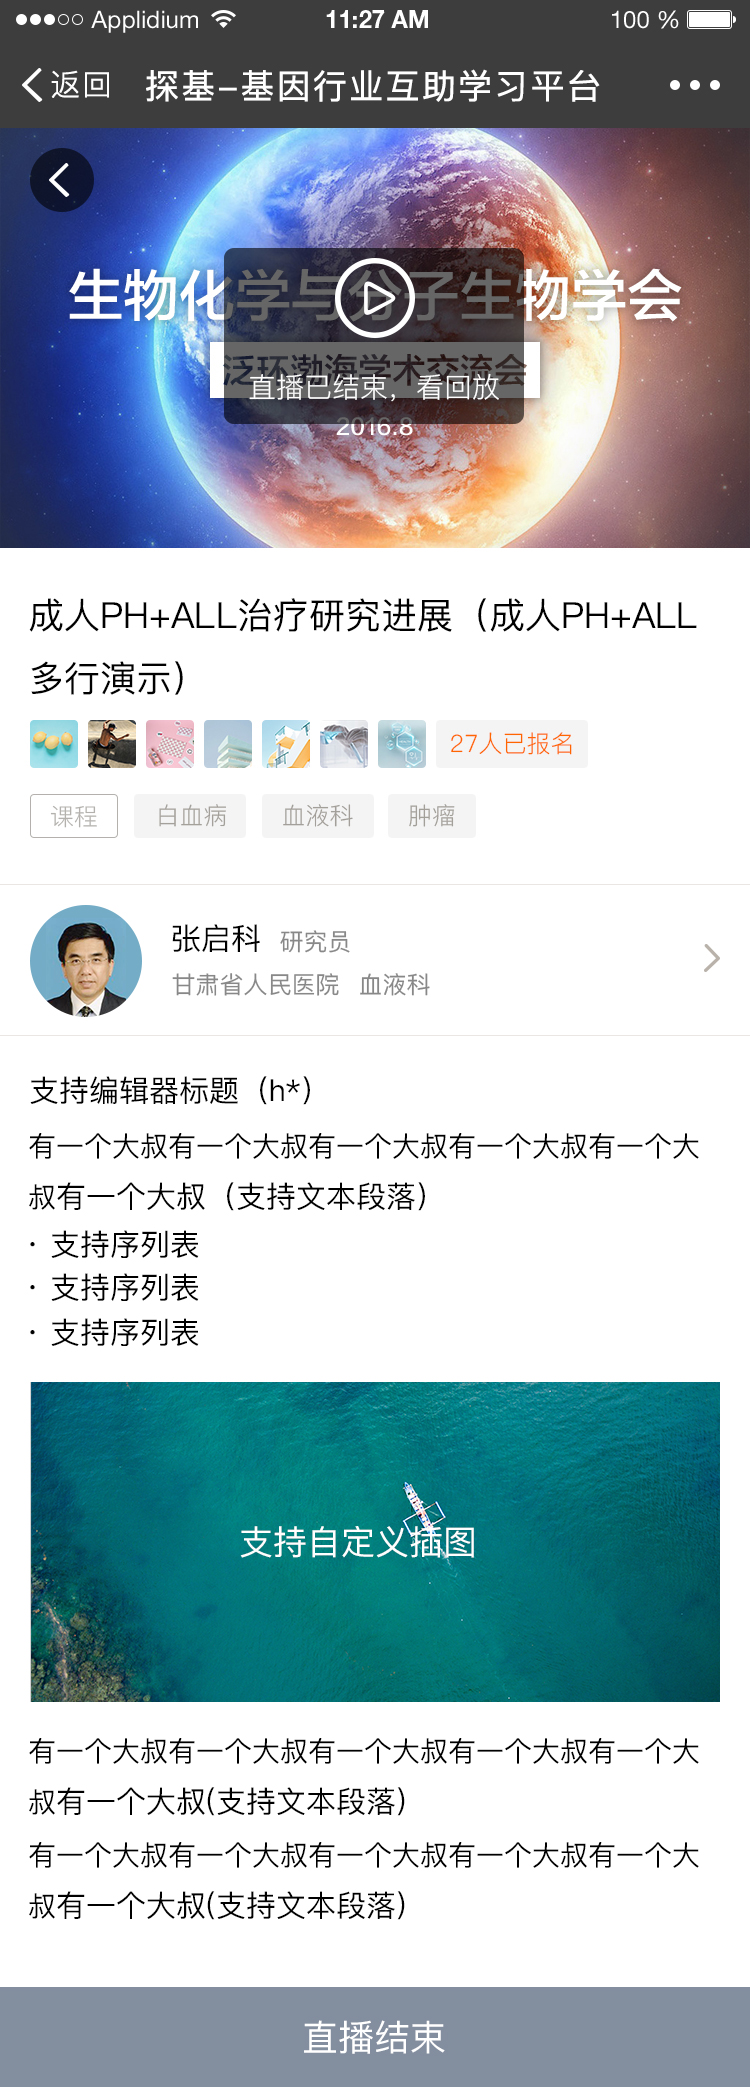 Applidium 11:27 AM 100 %
返回 探基-基因行业互助学习平台 •••
生物化学与分子生物学会
泛环渤海学术交流会
直播已结束，看回放
2016.8
成人PH+ALL治疗研究进展（成人PH+ALL
多行演示）
27人已报名
课程 白血病 血液科 肿瘤
张启科 研究员
甘肃省人民医院 血液科
支持编辑器标题（h*）
有一个大叔有一个大叔有一个大叔有一个大叔有一个大
叔有一个大叔（支持文本段落）
· 支持序列表
· 支持序列表
· 支持序列表
支持自定义插图
有一个大叔有一个大叔有一个大叔有一个大叔有一个大
叔有一个大叔(支持文本段落)
有一个大叔有一个大叔有一个大叔有一个大叔有一个大
叔有一个大叔(支持文本段落)
直播结束